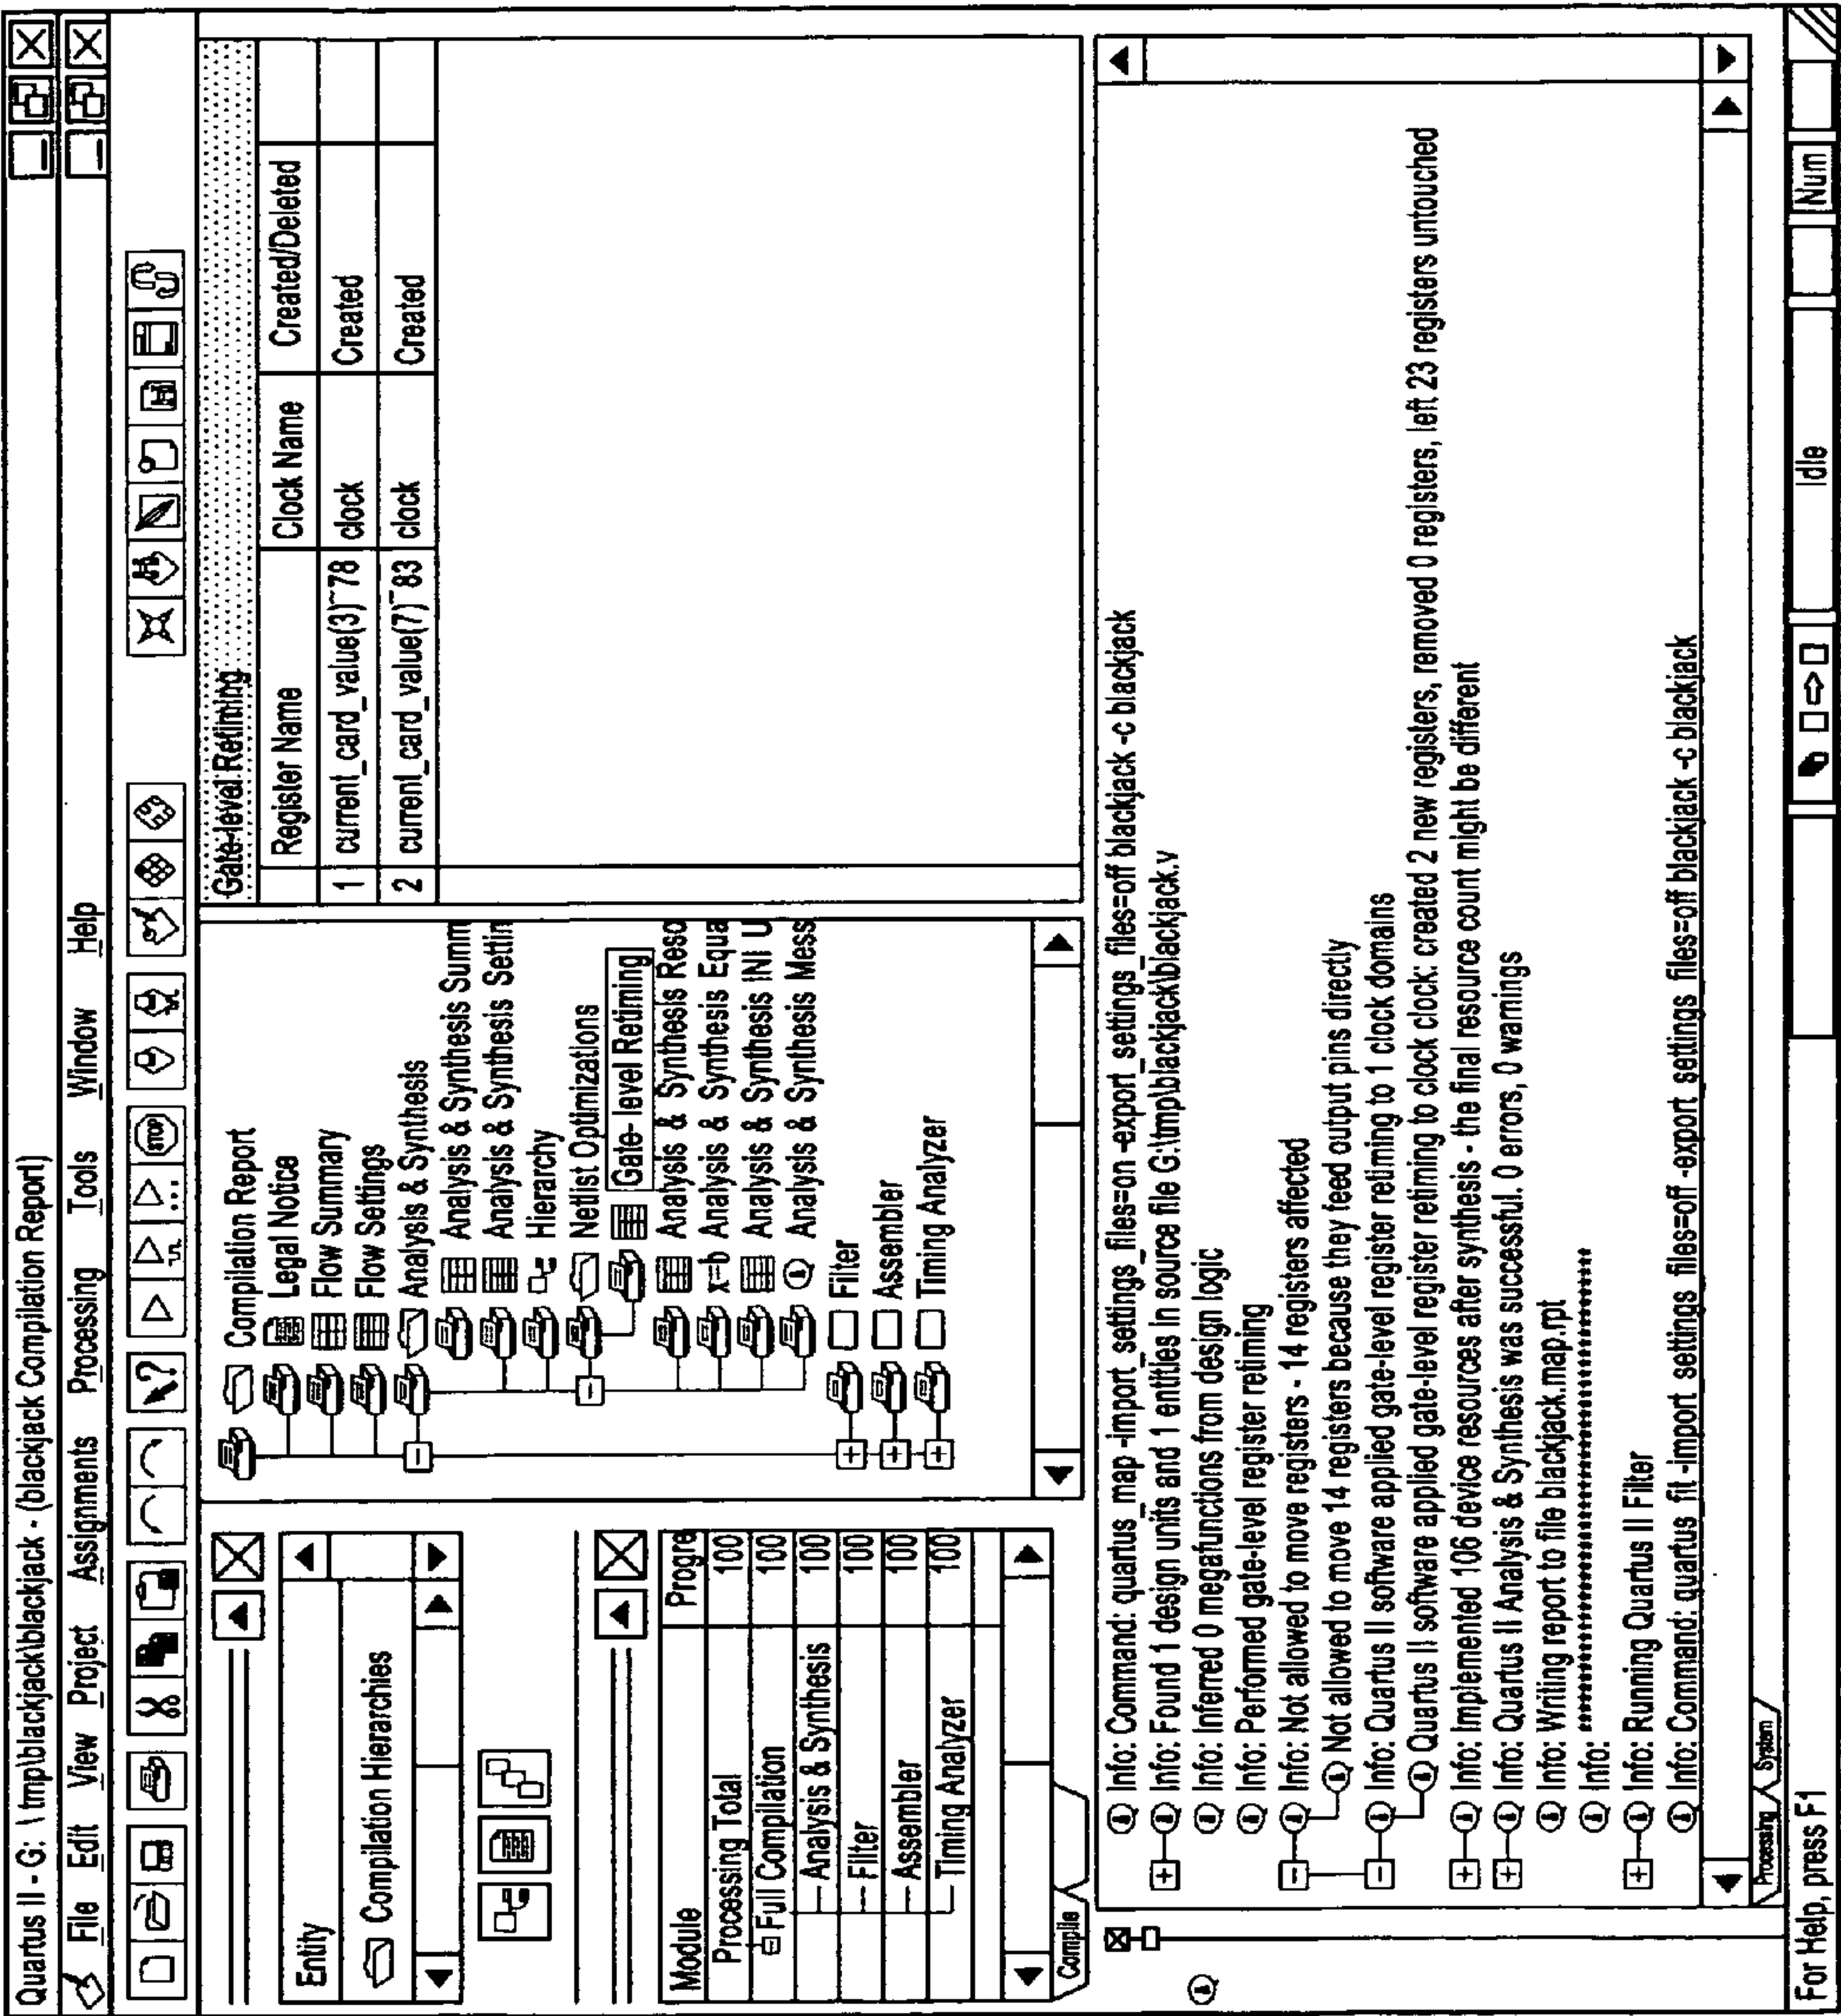 Quartus II - G: \ tmp\blackjack\blackjack - (blackjack Compilation Report)
File Edit View Project Assignments Processing Tools Window Help
STOP
Entity
Compilation Hierarchies
Module Progre
Processing Total 100
Full Compilation 100
Analysis & Synthesis 100
Filter 100
Assembler 100
Timing Analyzer 100
Compile
Compilation Report
Legal Notice
Flow Summary
Flow Settings
Analysis & Synthesis
Analysis & Synthesis Summ
Analysis & Synthesis Settin
Hierarchy
Netlist Optimizations
Gate- level Retiming
Analysis & Synthesis Reso
x=b Analysis & Synthesis Equa
Analysis & Synthesis INI U
Analysis & Synthesis Mess
Filter
Assembler
Timing Analyzer
Gate-level Retiming
Register Name Clock Name Created/Deleted
1 current_card_value(3)~78 clock Created
2 current_card_value(7)~83 clock Created
Info: Command: quartus_map -import_settings_files=on -export_settings_files=off blackjack -c blackjack
Info: Found 1 design units and 1 entities in source file G:\tmp\blackjack\blackjack.v
Info: Inferred 0 megafunctions from design logic
Info: Performed gate-level register retiming
Info: Not allowed to move registers - 14 registers affected
Not allowed to move 14 registers because they feed output pins directly
Info: Quartus II software applied gate-level register retiming to 1 clock domains
Quartus II software applied gate-level register retiming to clock clock: created 2 new registers, removed 0 registers, left 23 registers untouched
Info: Implemented 106 device resources after synthesis - the final resource count might be different
Info: Quartus II Analysis & Synthesis was successful. 0 errors, 0 warnings
Info: Writing report to file blackjack.map.rpt
Info: *******************************************
Info: Running Quartus II Filter
Info: Command: quartus_fit -import_settings_files=off -export_settings_files=off blackjack -c blackjack
Processing System
For Help, press F1 Idle Num